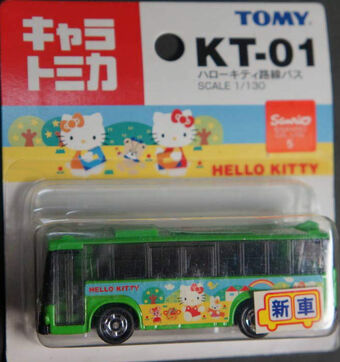 キャラ
トミカ
TOMY
KT-01
ハローキティ路線バス
SCALE 1/130
Sanrio
5
HELLO KITTY
HELLO KITTY
新車